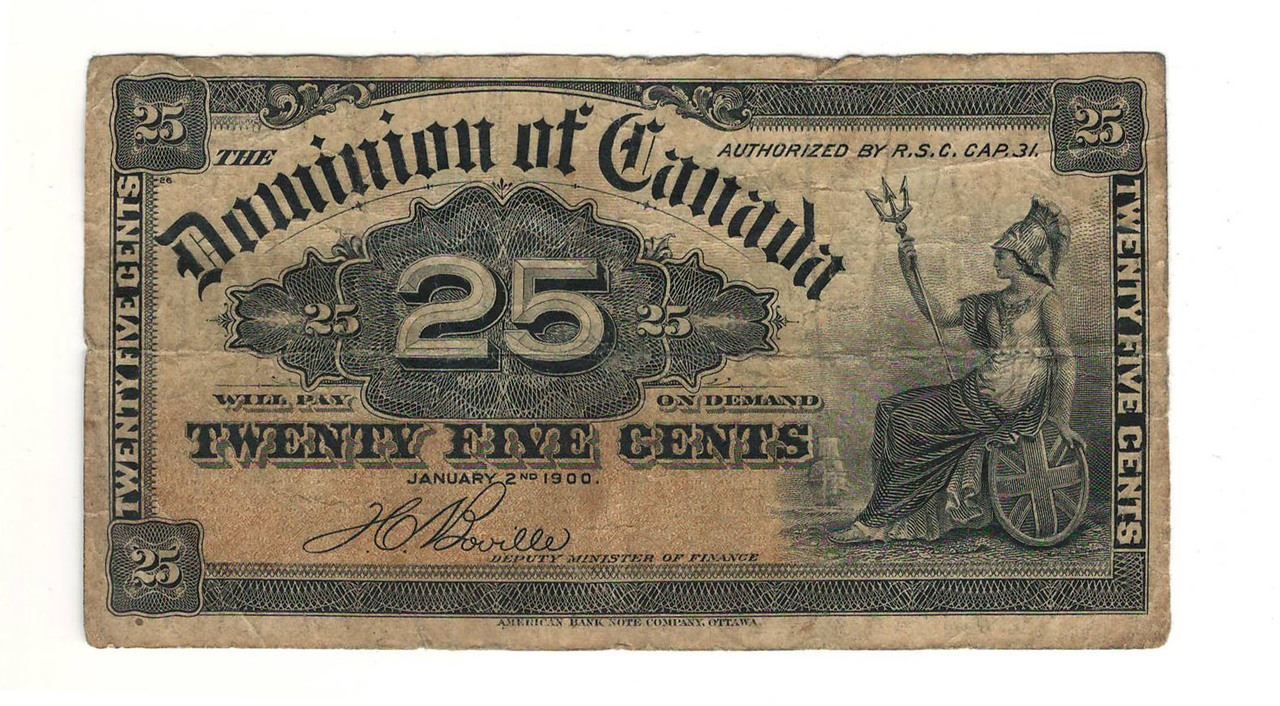 25 25
THE Dominion of Canada
AUTHORIZED BY R.S.C. CAP. 31.
26
TWENTY FIVE CENTS
TWENTY FIVE CENTS
25 25 25
WILL PAY ON DEMAND
TWENTY FIVE CENTS
JANUARY 2ND 1900.
H C Boville
DEPUTY MINISTER OF FINANCE
25
AMERICAN BANK NOTE COMPANY, OTTAWA